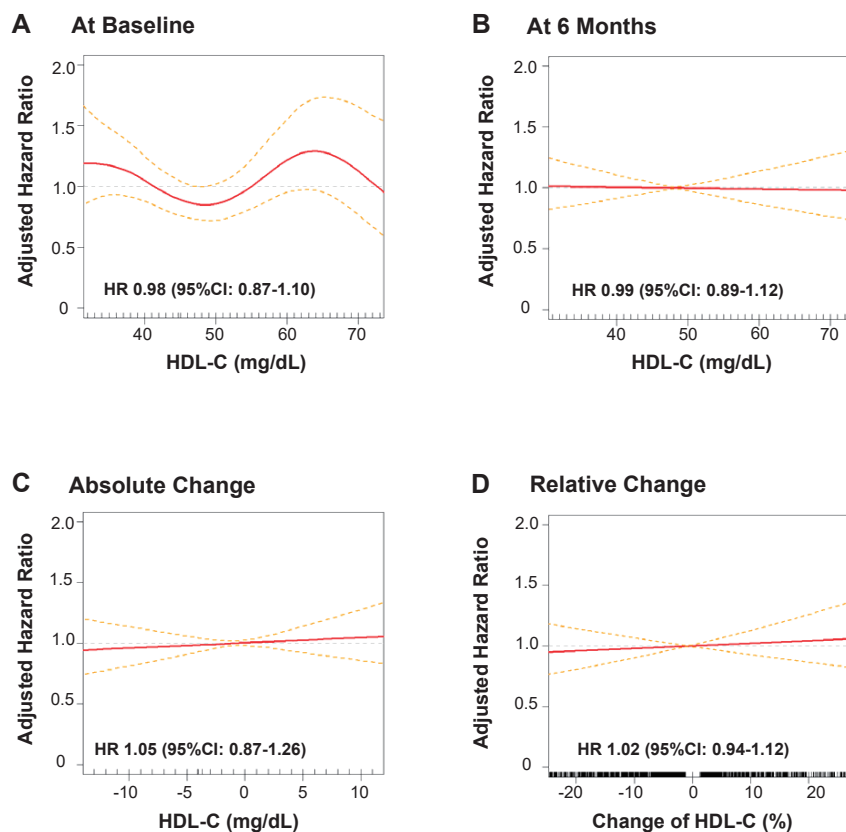 A At Baseline
Adjusted Hazard Ratio
2.0
1.5
1.0
0.5
0
HR 0.98 (95%CI: 0.87-1.10)
40 50 60 70
HDL-C (mg/dL)
B At 6 Months
Adjusted Hazard Ratio
2.0
1.5
1.0
0.5
0
HR 0.99 (95%CI: 0.89-1.12)
40 50 60 70
HDL-C (mg/dL)
C Absolute Change
Adjusted Hazard Ratio
2.0
1.5
1.0
0.5
0
HR 1.05 (95%CI: 0.87-1.26)
-10 -5 0 5 10
HDL-C (mg/dL)
D Relative Change
Adjusted Hazard Ratio
2.0
1.5
1.0
0.5
0
HR 1.02 (95%CI: 0.94-1.12)
-20 -10 0 10 20
Change of HDL-C (%)